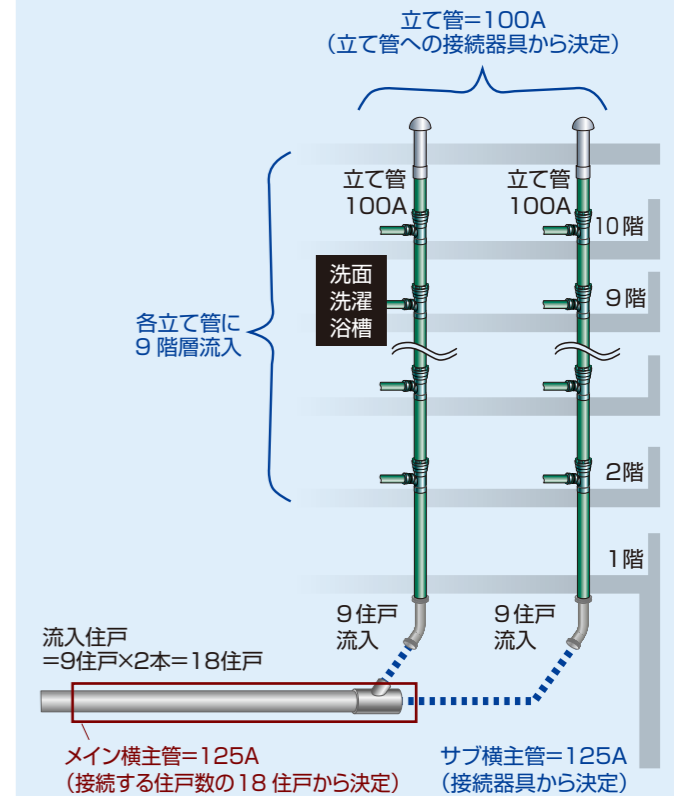 立て管=100A
（立て管への接続器具から決定）
立て管
100A
立て管
100A
10階
洗面
洗濯
浴槽
9階
各立て管に
9階層流入
2階
1階
9住戸
流入
9住戸
流入
流入住戸
=9住戸×2本=18住戸
メイン横主管=125A
（接続する住戸数の18住戸から決定）
サブ横主管=125A
（接続器具から決定）